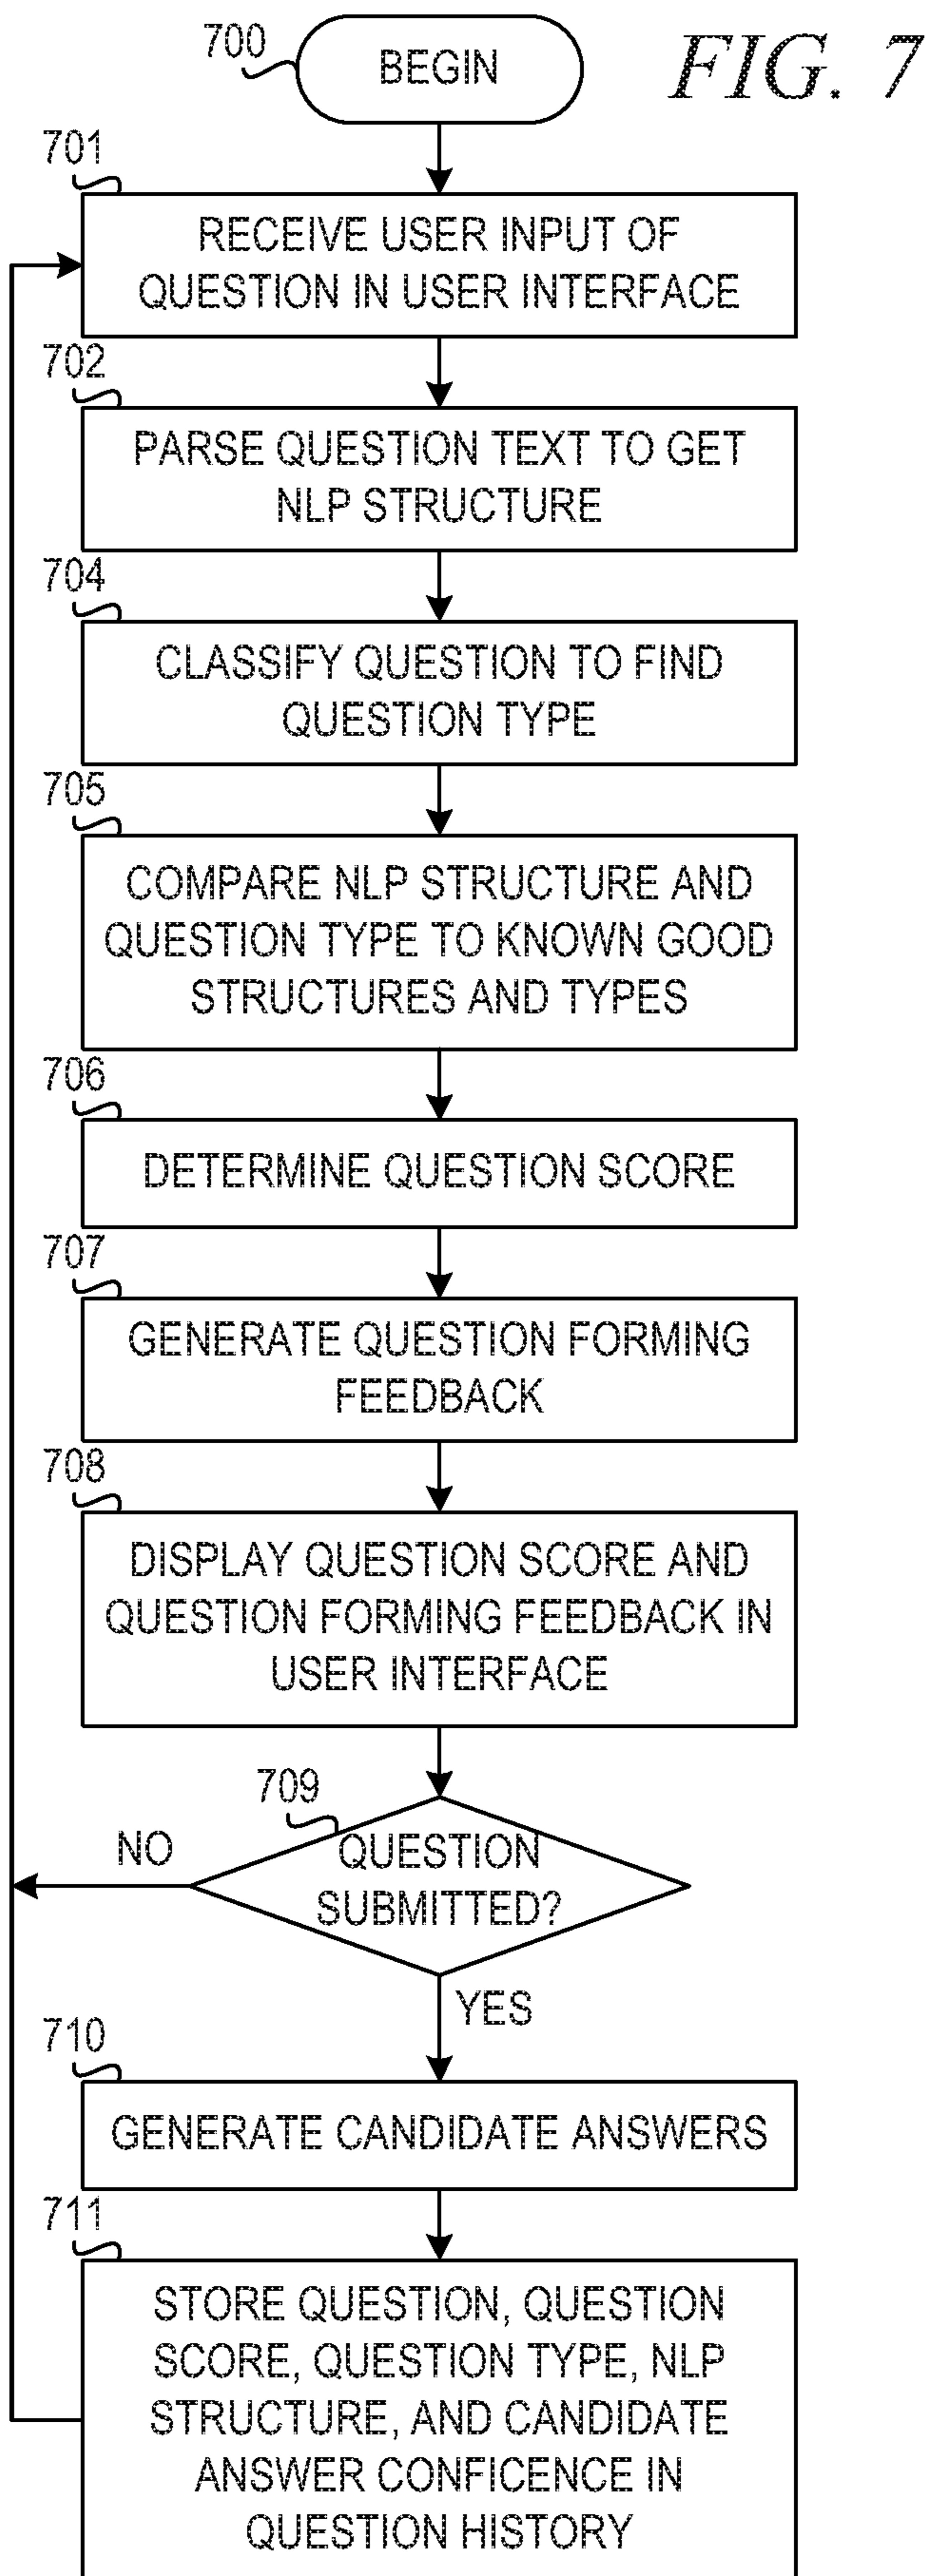 700
BEGIN
FIG. 7
701
RECEIVE USER INPUT OF
QUESTION IN USER INTERFACE
702
PARSE QUESTION TEXT TO GET
NLP STRUCTURE
704
CLASSIFY QUESTION TO FIND
QUESTION TYPE
705
COMPARE NLP STRUCTURE AND
QUESTION TYPE TO KNOWN GOOD
STRUCTURES AND TYPES
706
DETERMINE QUESTION SCORE
707
GENERATE QUESTION FORMING
FEEDBACK
708
DISPLAY QUESTION SCORE AND
QUESTION FORMING FEEDBACK IN
USER INTERFACE
709
NO
QUESTION
SUBMITTED?
YES
710
GENERATE CANDIDATE ANSWERS
711
STORE QUESTION, QUESTION
SCORE, QUESTION TYPE, NLP
STRUCTURE, AND CANDIDATE
ANSWER CONFICENCE IN
QUESTION HISTORY